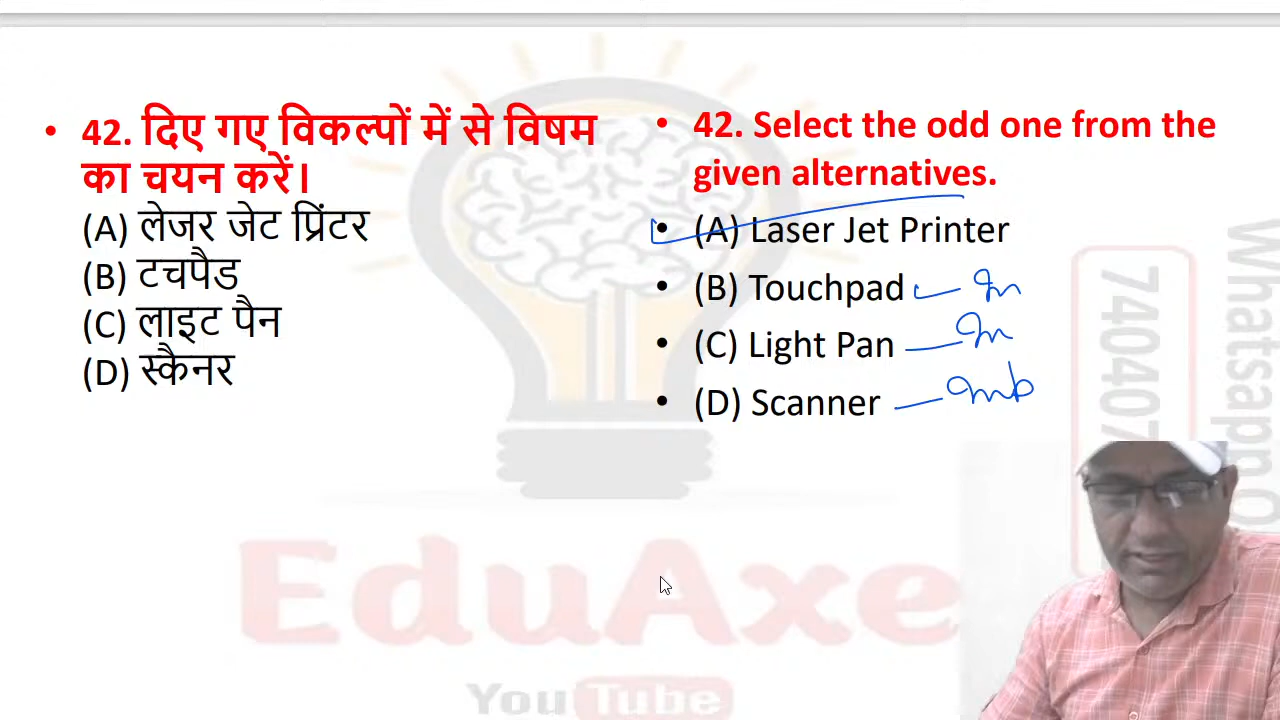 42. दिए गए विकल्पों में से विषम
का चयन करें।
(A) लेजर जेट प्रिंटर
(B) टचपैड
(C) लाइट पैन
(D) स्कैनर
42. Select the odd one from the
given alternatives.
(A) Laser Jet Printer
(B) Touchpad
(C) Light Pan
(D) Scanner
EduAxe
YouTube
Whatsapp